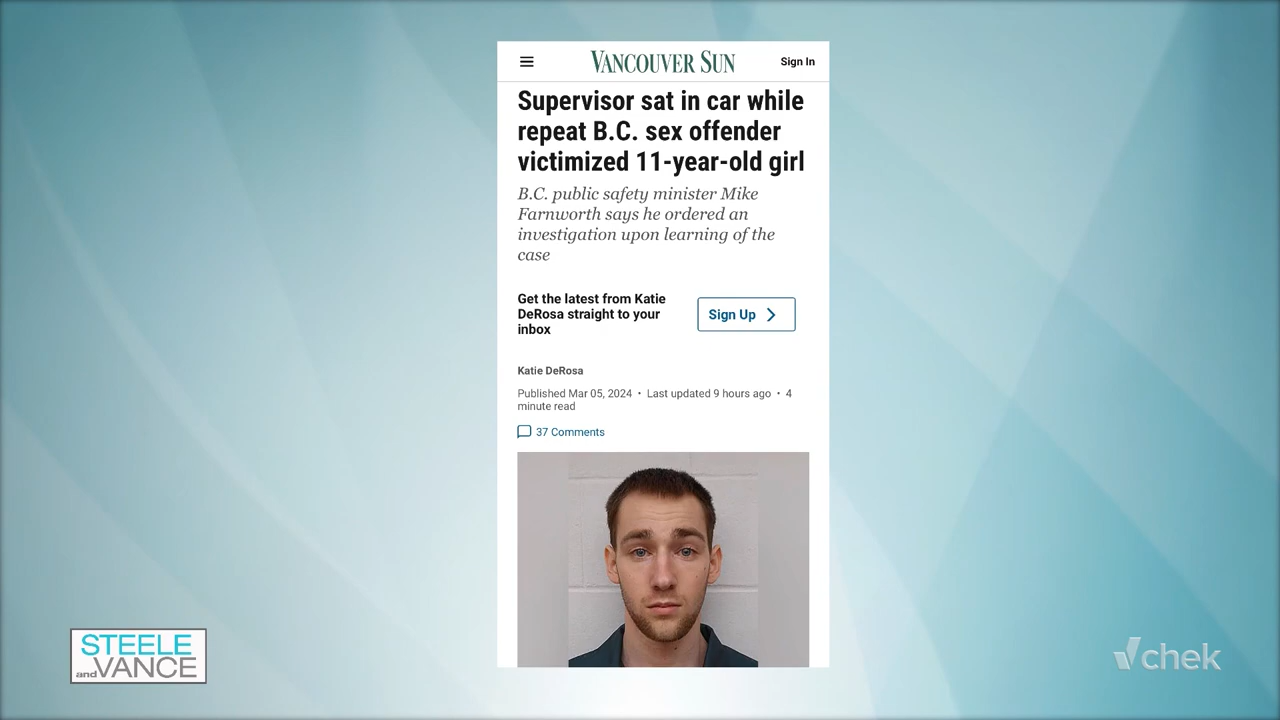 VANCOUVER SUN
Sign In
Supervisor sat in car while
repeat B.C. sex offender
victimized 11-year-old girl
B.C. public safety minister Mike
Farnworth says he ordered an
investigation upon learning of the
case
Get the latest from Katie
DeRosa straight to your
inbox
Sign Up
Katie DeRosa
Published Mar 05, 2024 • Last updated 9 hours ago • 4
minute read
37 Comments
STEELE
and VANCE
chek